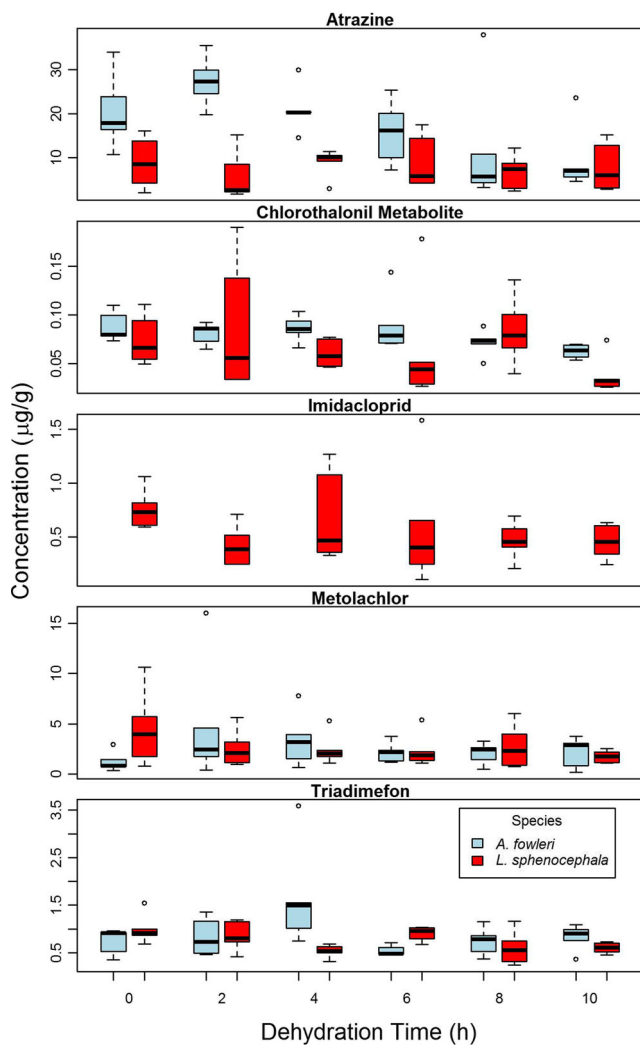 Atrazine
30
20
10
Chlorothalonil Metabolite
0.15
0.10
0.05
Imidacloprid
1.5
1.0
0.5
Metolachlor
15
10
5
0
Triadimefon
3.5
2.5
1.5
0.5
Species
A. fowleri
L. sphenocephala
0 2 4 6 8 10
Dehydration Time (h)
Concentration (µg/g)